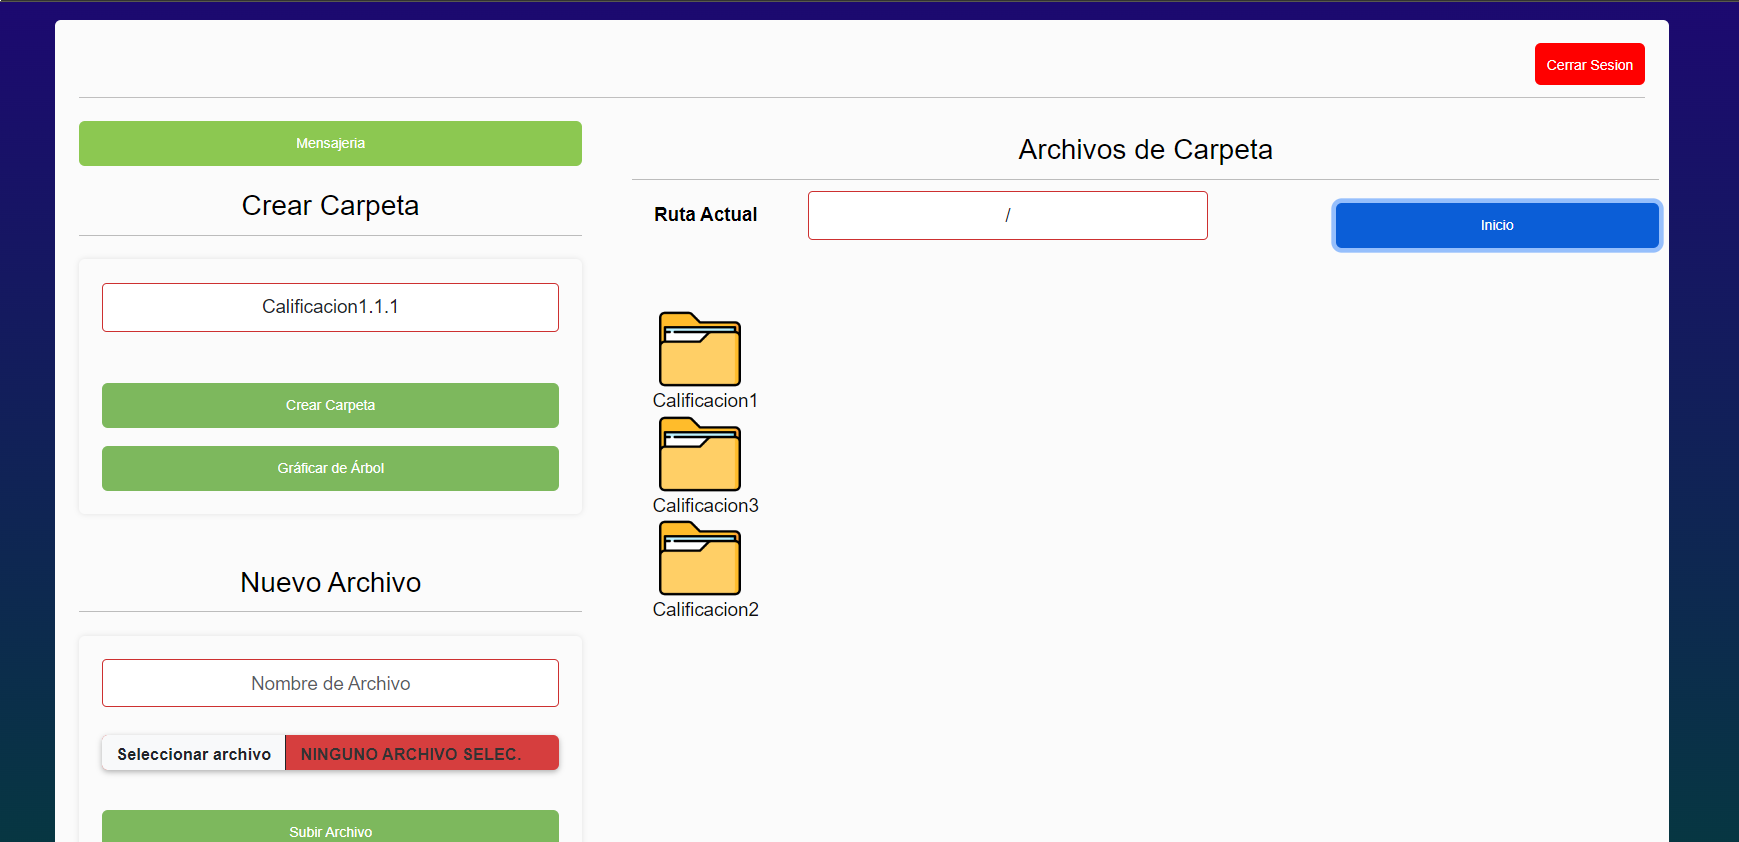 Cerrar Sesion
Mensajeria
Crear Carpeta
Calificacion1.1.1
Crear Carpeta
Gráficar de Árbol
Nuevo Archivo
Nombre de Archivo
Seleccionar archivo NINGUNO ARCHIVO SELEC.
Subir Archivo
Archivos de Carpeta
Ruta Actual / Inicio
Calificacion1
Calificacion3
Calificacion2